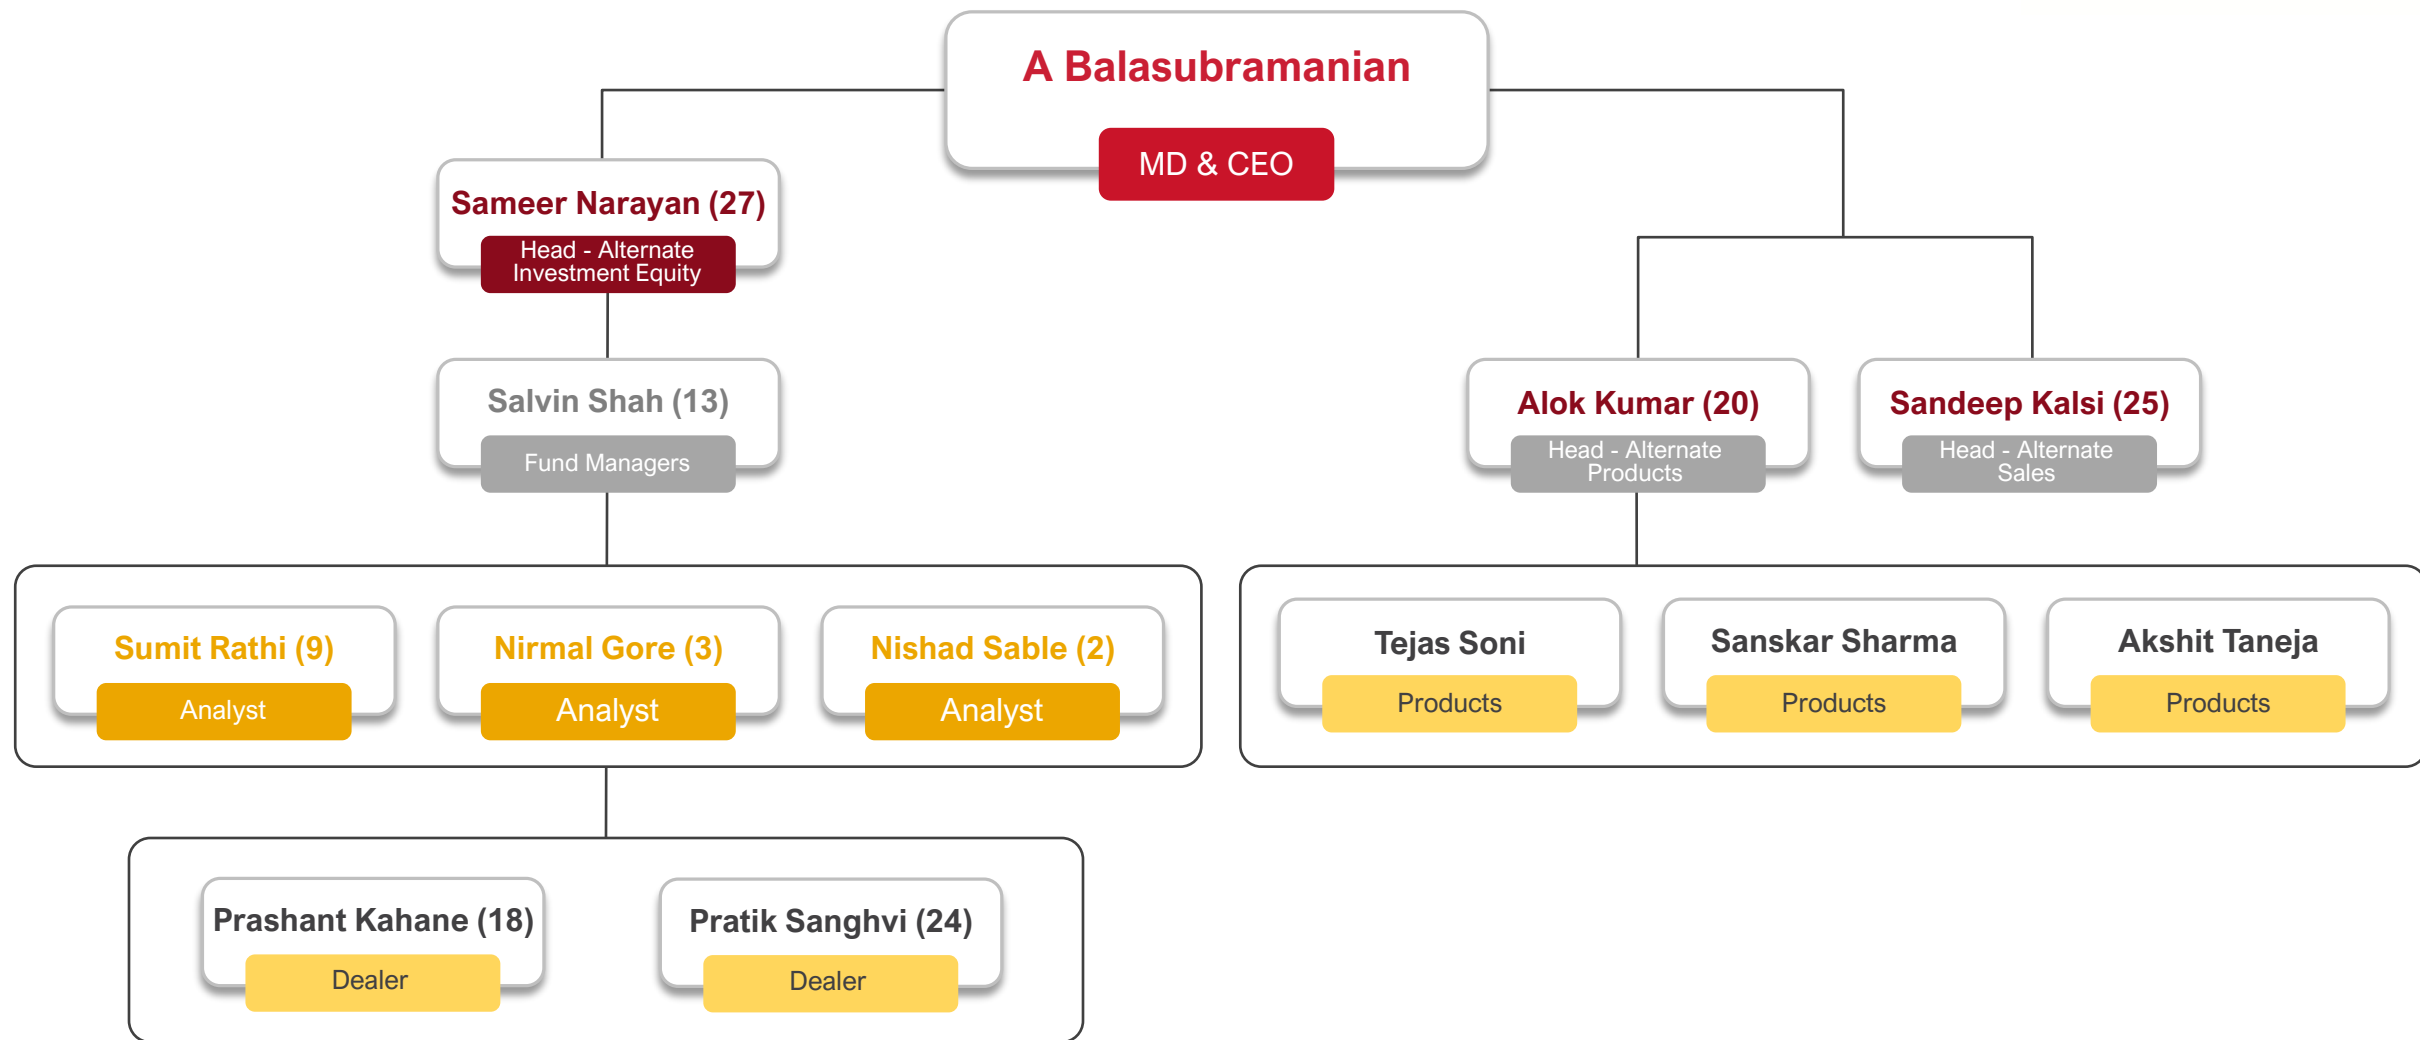 A Balasubramanian
MD & CEO
Sameer Narayan (27)
Head - Alternate
Investment Equity
Salvin Shah (13)
Fund Managers
Alok Kumar (20)
Head - Alternate
Products
Sandeep Kalsi (25)
Head - Alternate
Sales
Sumit Rathi (9)
Analyst
Nirmal Gore (3)
Analyst
Nishad Sable (2)
Analyst
Tejas Soni
Products
Sanskar Sharma
Products
Akshit Taneja
Products
Prashant Kahane (18)
Dealer
Pratik Sanghvi (24)
Dealer